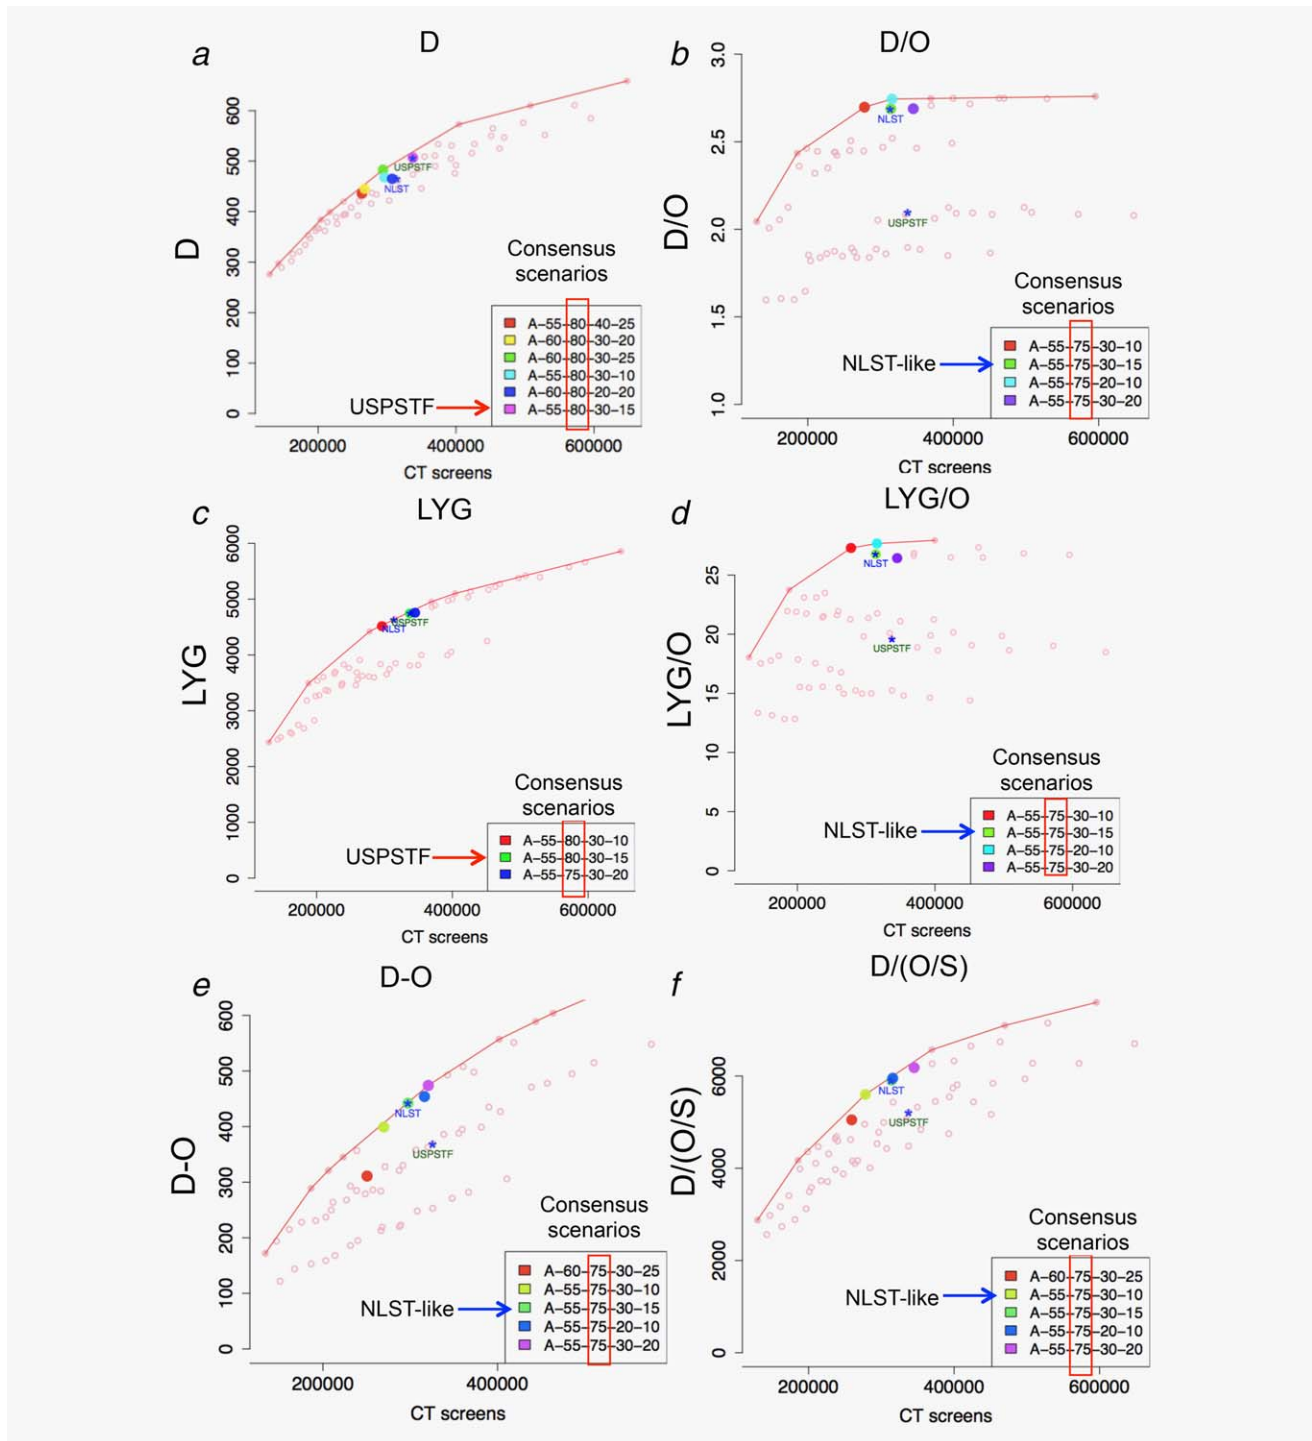 a
D
D
600
500
400
300
200
100
0
USPSTF
NLST
Consensus
scenarios
A-55-80-40-25
A-60-80-30-20
A-60-80-30-25
A-55-80-30-10
A-60-80-20-20
A-55-80-30-15
USPSTF
200000 400000 600000
CT screens
b
D/O
D/O
3.0
2.5
2.0
1.5
1.0
NLST
USPSTF
Consensus
scenarios
A-55-75-30-10
A-55-75-30-15
A-55-75-20-10
A-55-75-30-20
NLST-like
200000 400000 600000
CT screens
c
LYG
LYG
6000
5000
4000
3000
2000
1000
0
NLST
USPSTF
Consensus
scenarios
A-55-80-30-10
A-55-80-30-15
A-55-75-30-20
USPSTF
200000 400000 600000
CT screens
d
LYG/O
LYG/O
25
20
15
10
5
0
NLST
USPSTF
Consensus
scenarios
A-55-75-30-10
A-55-75-30-15
A-55-75-20-10
A-55-75-30-20
NLST-like
200000 400000 600000
CT screens
e
D-O
D-O
600
500
400
300
200
100
0
NLST
USPSTF
Consensus
scenarios
A-60-75-30-25
A-55-75-30-10
A-55-75-30-15
A-55-75-20-10
A-55-75-30-20
NLST-like
200000 400000
CT screens
f
D/(O/S)
D/(O/S)
6000
4000
2000
0
NLST
USPSTF
Consensus
scenarios
A-60-75-30-25
A-55-75-30-10
A-55-75-30-15
A-55-75-20-10
A-55-75-30-20
NLST-like
200000 400000 600000
CT screens